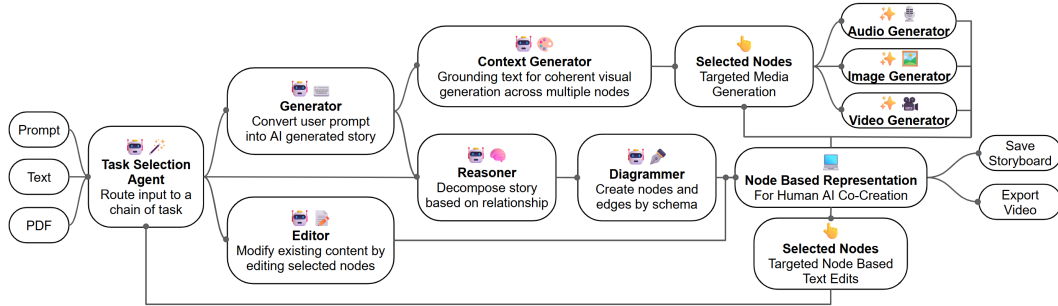 Prompt
Text
PDF
Task Selection
Agent
Route input to a
chain of task
Generator
Convert user prompt
into AI generated story
Editor
Modify existing content by
editing selected nodes
Context Generator
Grounding text for coherent visual
generation across multiple nodes
Reasoner
Decompose story
based on relationship
Diagrammer
Create nodes and
edges by schema
Selected Nodes
Targeted Media
Generation
Audio Generator
Image Generator
Video Generator
Node Based Representation
For Human AI Co-Creation
Selected Nodes
Targeted Node Based
Text Edits
Save
Storyboard
Export
Video